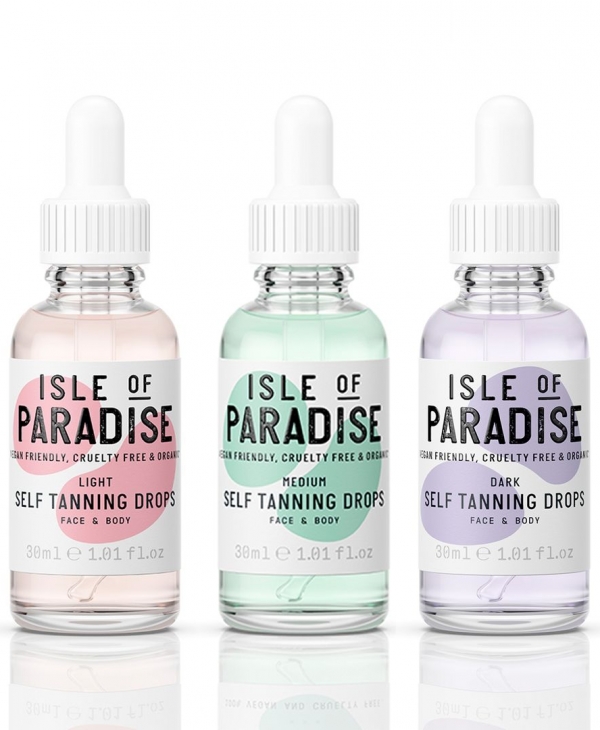 ISLE OF
PARADISE
VEGAN FRIENDLY, CRUELTY FREE & ORGANIC
LIGHT
SELF TANNING DROPS
FACE & BODY
30ml ℮ 1.01 fl.oz
ISLE OF
PARADISE
VEGAN FRIENDLY, CRUELTY FREE & ORGANIC
MEDIUM
SELF TANNING DROPS
FACE & BODY
30ml ℮ 1.01 fl.oz
ISLE OF
PARADISE
VEGAN FRIENDLY, CRUELTY FREE & ORGANIC
DARK
SELF TANNING DROPS
FACE & BODY
30ml ℮ 1.01 fl.oz